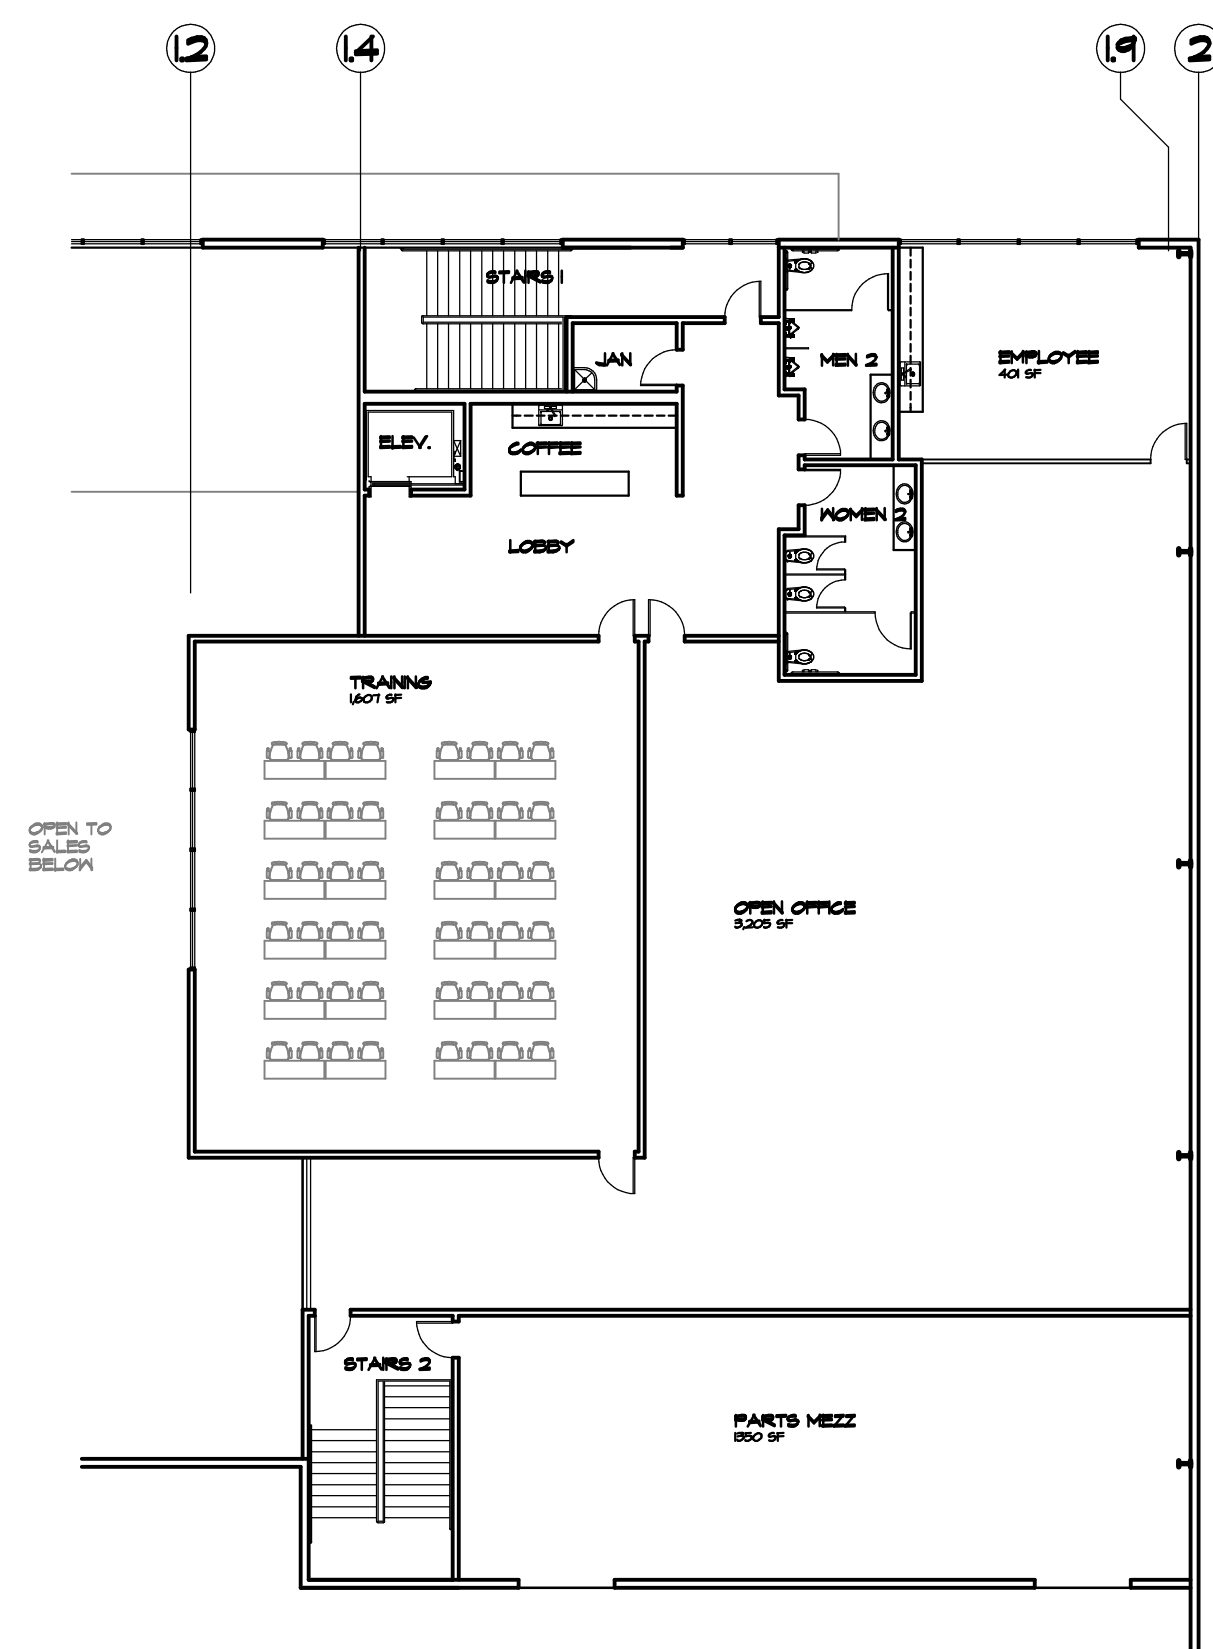 1.2
1.4
1.9
2
STAIRS 1
JAN
MEN 2
EMPLOYEE
401 SF
ELEV.
COFFEE
WOMEN 2
LOBBY
TRAINING
1,607 SF
OPEN TO
SALES
BELOW
OPEN OFFICE
3,205 SF
STAIRS 2
PARTS MEZZ
1350 SF